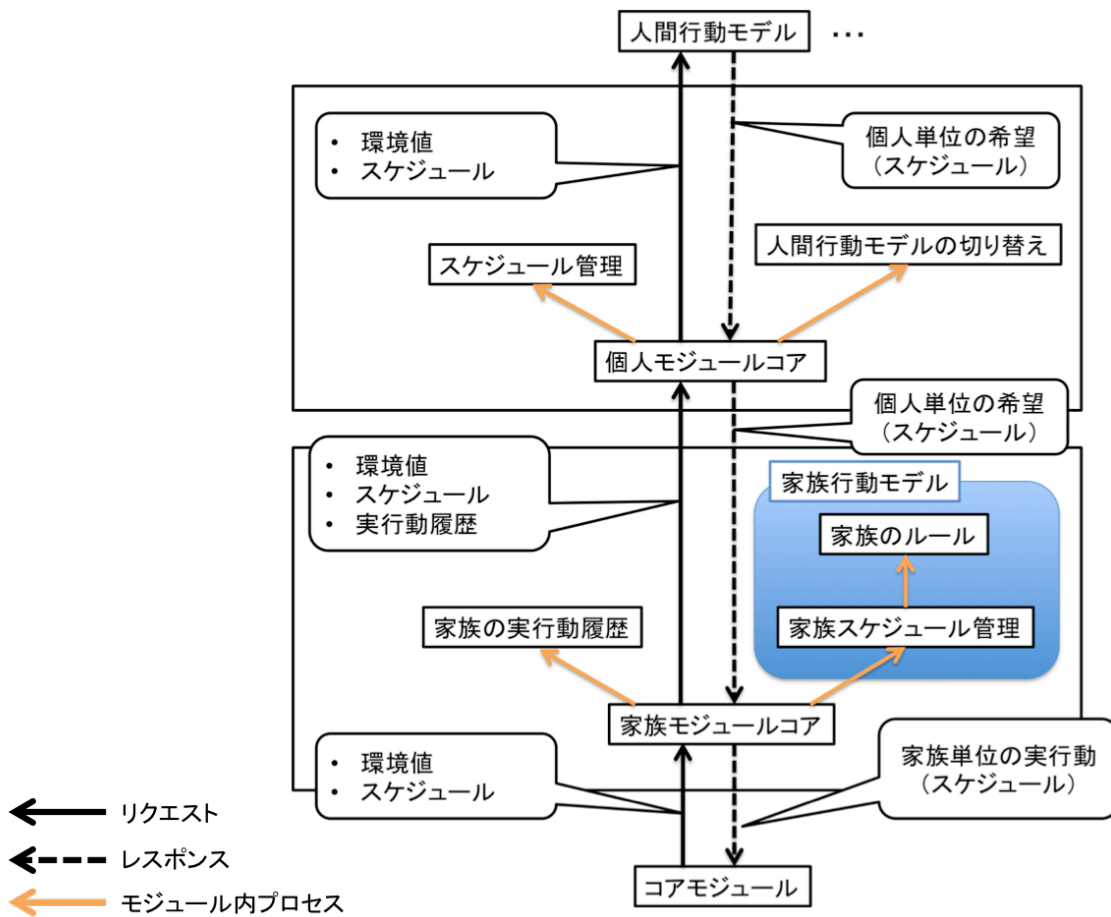 人間行動モデル ・・・
• 環境値
• スケジュール
個人単位の希望
（スケジュール）
スケジュール管理
人間行動モデルの切り替え
個人モジュールコア
個人単位の希望
（スケジュール）
• 環境値
• スケジュール
• 実行動履歴
家族行動モデル
家族のルール
家族の実行動履歴
家族スケジュール管理
家族モジュールコア
• 環境値
• スケジュール
家族単位の実行動
（スケジュール）
リクエスト
レスポンス
コアモジュール
モジュール内プロセス